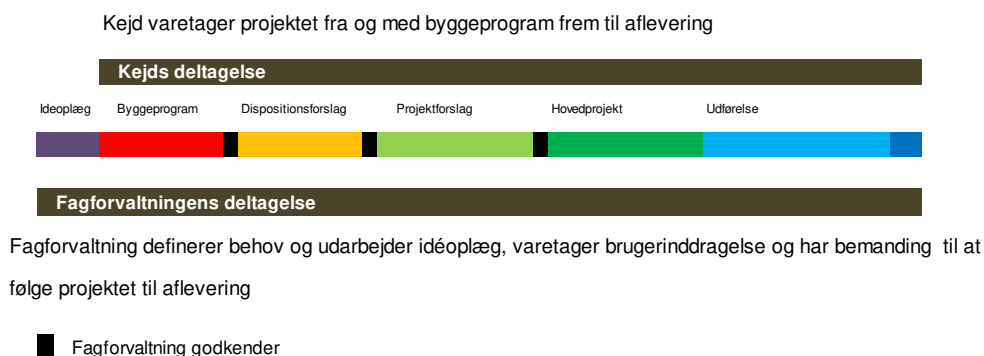 Kejd varetager projektet fra og med byggeprogram frem til aflevering
Kejds deltagelse
Ideoplæg Byggeprogram Dispositionsforslag Projektforslag Hovedprojekt Udførelse
Fagforvaltningens deltagelse
Fagforvaltning definerer behov og udarbejder idéoplæg, varetager brugerinddragelse og har bemanding til at
følge projektet til aflevering
Fagforvaltning godkender